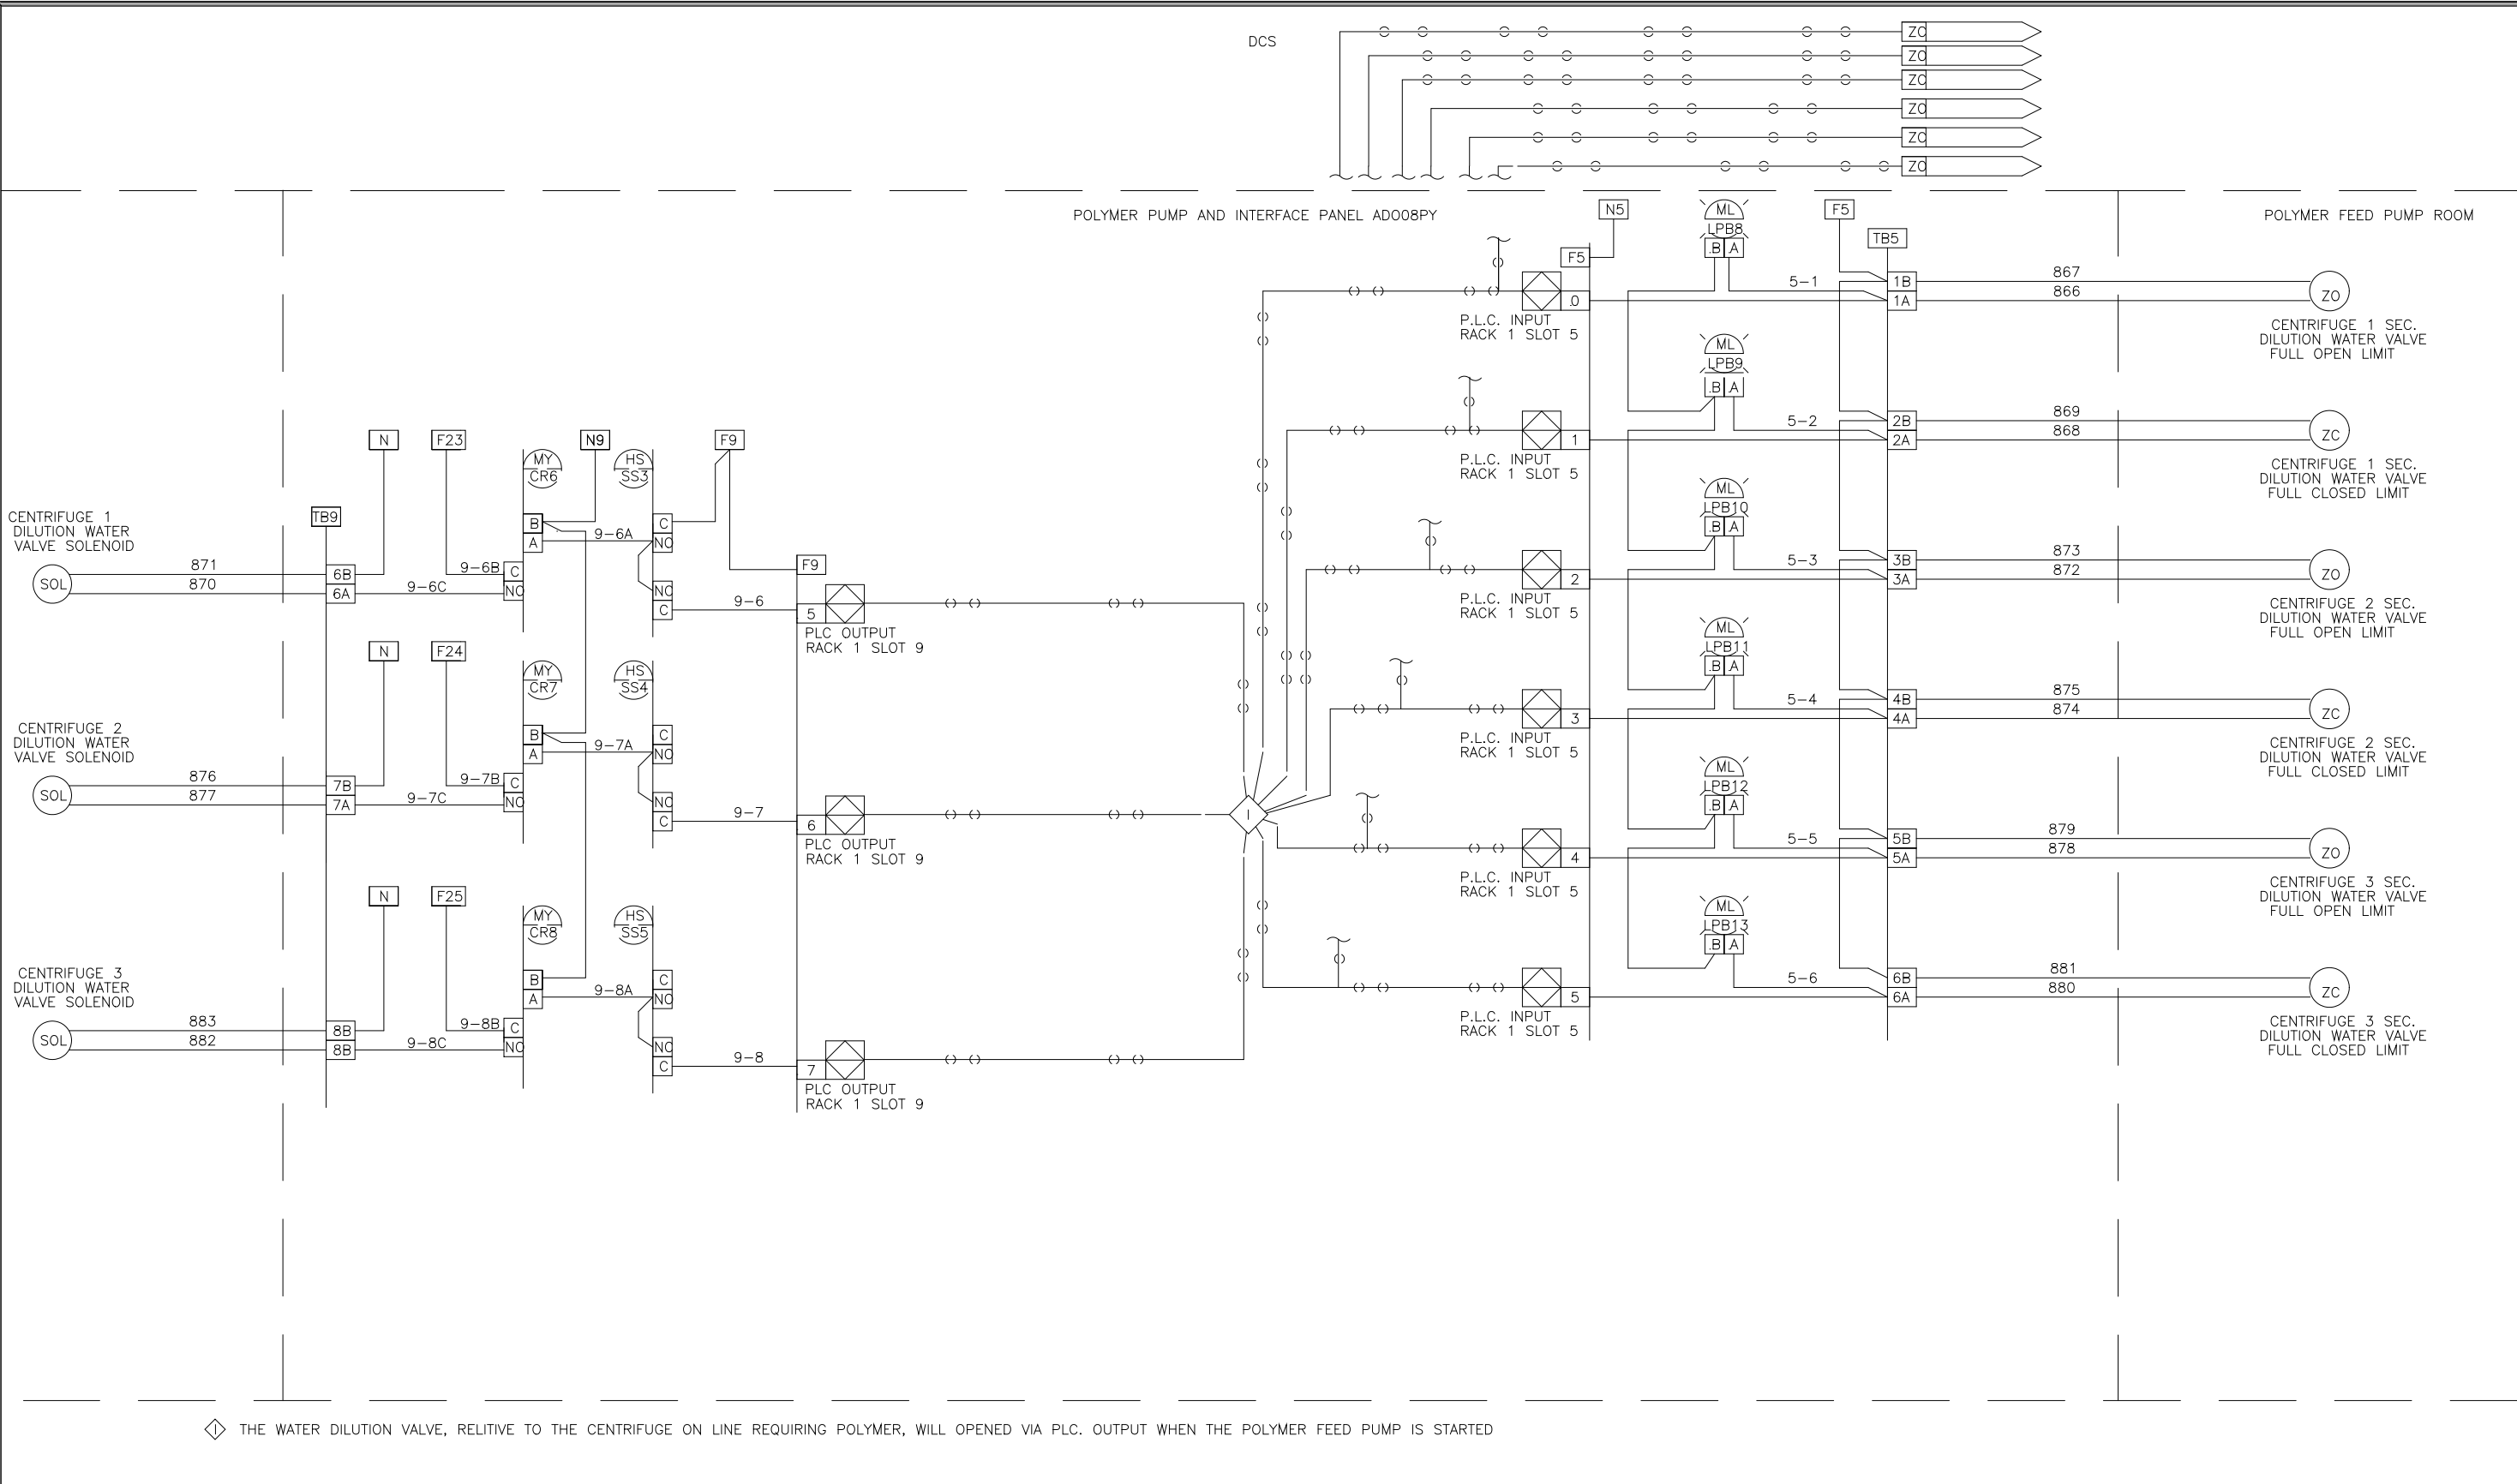 DCS
ZO
ZO
ZO
ZO
ZO
ZO
POLYMER PUMP AND INTERFACE PANEL AD008PY
POLYMER FEED PUMP ROOM
N5
F5
F5
TB5
ML
LPB8
B A
5-1
.0
P.L.C. INPUT
RACK 1 SLOT 5
1B
1A
867
866
ZO
CENTRIFUGE 1 SEC.
DILUTION WATER VALVE
FULL OPEN LIMIT
ML
LPB9
B A
5-2
1
P.L.C. INPUT
RACK 1 SLOT 5
2B
2A
869
868
ZC
CENTRIFUGE 1 SEC.
DILUTION WATER VALVE
FULL CLOSED LIMIT
ML
LPB10
B A
5-3
2
P.L.C. INPUT
RACK 1 SLOT 5
3B
3A
873
872
ZO
CENTRIFUGE 2 SEC.
DILUTION WATER VALVE
FULL OPEN LIMIT
ML
LPB11
B A
5-4
3
P.L.C. INPUT
RACK 1 SLOT 5
4B
4A
875
874
ZC
CENTRIFUGE 2 SEC.
DILUTION WATER VALVE
FULL CLOSED LIMIT
ML
LPB12
B A
5-5
4
P.L.C. INPUT
RACK 1 SLOT 5
5B
5A
879
878
ZO
CENTRIFUGE 3 SEC.
DILUTION WATER VALVE
FULL OPEN LIMIT
ML
LPB13
B A
5-6
5
P.L.C. INPUT
RACK 1 SLOT 5
6B
6A
881
880
ZC
CENTRIFUGE 3 SEC.
DILUTION WATER VALVE
FULL CLOSED LIMIT
CENTRIFUGE 1
DILUTION WATER
VALVE SOLENOID
SOL
871
870
TB9
6B
6A
N
F23
9-6B
9-6C
C
NO
MY
CR6
B
A
N9
9-6A
HS
SS3
C
NO
NO
C
F9
F9
9-6
5
PLC OUTPUT
RACK 1 SLOT 9
CENTRIFUGE 2
DILUTION WATER
VALVE SOLENOID
SOL
876
877
7B
7A
N
F24
9-7B
9-7C
C
NO
MY
CR7
B
A
9-7A
HS
SS4
C
NO
NO
C
9-7
6
PLC OUTPUT
RACK 1 SLOT 9
1
CENTRIFUGE 3
DILUTION WATER
VALVE SOLENOID
SOL
883
882
8B
8B
N
F25
9-8B
9-8C
C
NO
MY
CR8
B
A
9-8A
HS
SS5
C
NO
NO
C
9-8
7
PLC OUTPUT
RACK 1 SLOT 9
1 THE WATER DILUTION VALVE, RELITIVE TO THE CENTRIFUGE ON LINE REQUIRING POLYMER, WILL OPENED VIA PLC. OUTPUT WHEN THE POLYMER FEED PUMP IS STARTED